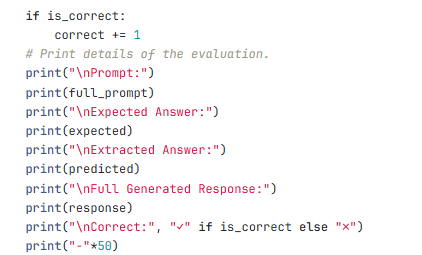 if is_correct:
    correct += 1
# Print details of the evaluation.
print("\nPrompt:")
print(full_prompt)
print("\nExpected Answer:")
print(expected)
print("\nExtracted Answer:")
print(predicted)
print("\nFull Generated Response:")
print(response)
print("\nCorrect:", "✓" if is_correct else "✗")
print("-"*50)